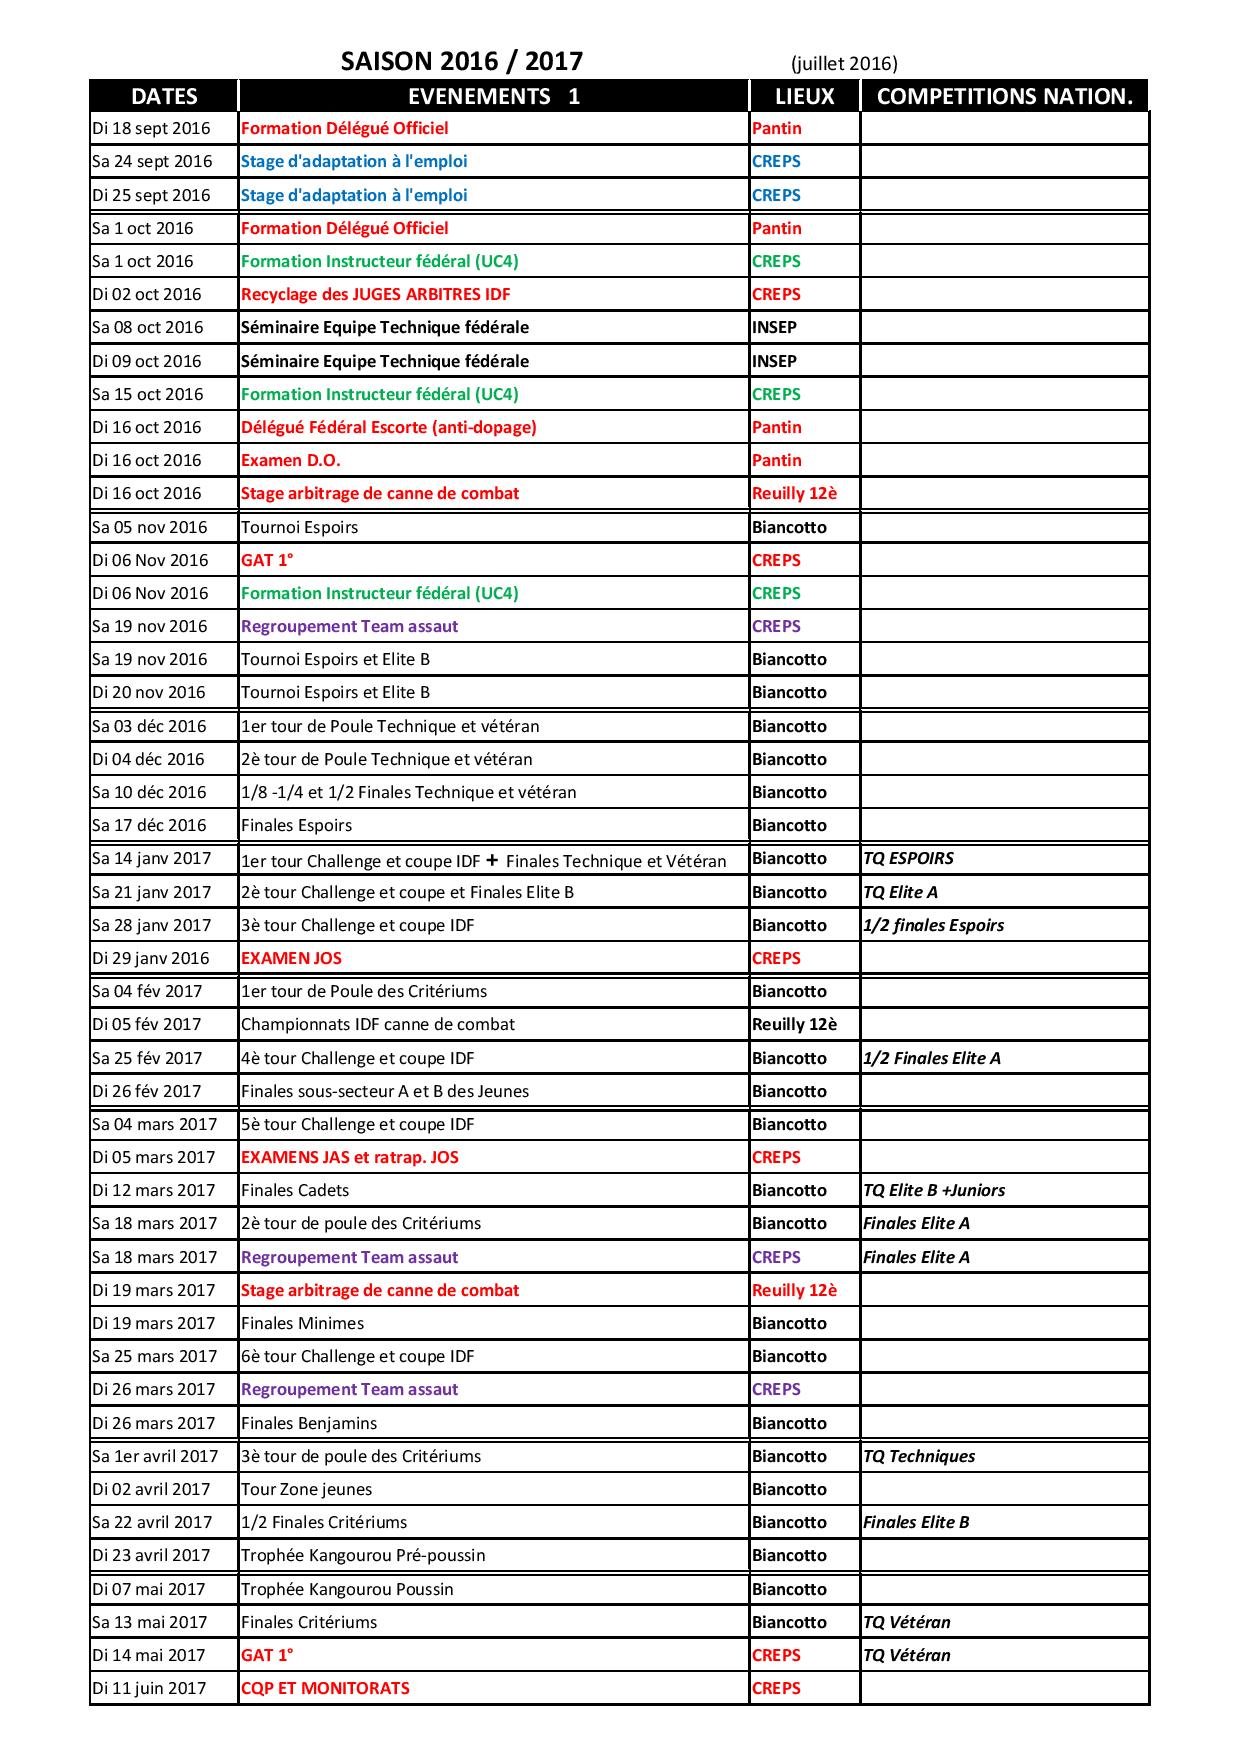 SAISON 2016 / 2017 (juillet 2016)
DATES EVENEMENTS 1 LIEUX COMPETITIONS NATION.
Di 18 sept 2016 Formation Délégué Officiel Pantin
Sa 24 sept 2016 Stage d'adaptation à l'emploi CREPS
Di 25 sept 2016 Stage d'adaptation à l'emploi CREPS
Sa 1 oct 2016 Formation Délégué Officiel Pantin
Sa 1 oct 2016 Formation Instructeur fédéral (UC4) CREPS
Di 02 oct 2016 Recyclage des JUGES ARBITRES IDF CREPS
Sa 08 oct 2016 Séminaire Equipe Technique fédérale INSEP
Di 09 oct 2016 Séminaire Equipe Technique fédérale INSEP
Sa 15 oct 2016 Formation Instructeur fédéral (UC4) CREPS
Di 16 oct 2016 Délégué Fédéral Escorte (anti-dopage) Pantin
Di 16 oct 2016 Examen D.O. Pantin
Di 16 oct 2016 Stage arbitrage de canne de combat Reuilly 12è
Sa 05 nov 2016 Tournoi Espoirs Biancotto
Di 06 Nov 2016 GAT 1° CREPS
Di 06 Nov 2016 Formation Instructeur fédéral (UC4) CREPS
Sa 19 nov 2016 Regroupement Team assaut CREPS
Sa 19 nov 2016 Tournoi Espoirs et Elite B Biancotto
Di 20 nov 2016 Tournoi Espoirs et Elite B Biancotto
Sa 03 déc 2016 1er tour de Poule Technique et vétéran Biancotto
Di 04 déc 2016 2è tour de Poule Technique et vétéran Biancotto
Sa 10 déc 2016 1/8 -1/4 et 1/2 Finales Technique et vétéran Biancotto
Sa 17 déc 2016 Finales Espoirs Biancotto
Sa 14 janv 2017 1er tour Challenge et coupe IDF + Finales Technique et Vétéran Biancotto TQ ESPOIRS
Sa 21 janv 2017 2è tour Challenge et coupe et Finales Elite B Biancotto TQ Elite A
Sa 28 janv 2017 3è tour Challenge et coupe IDF Biancotto 1/2 finales Espoirs
Di 29 janv 2016 EXAMEN JOS CREPS
Sa 04 fév 2017 1er tour de Poule des Critériums Biancotto
Di 05 fév 2017 Championnats IDF canne de combat Reuilly 12è
Sa 25 fév 2017 4è tour Challenge et coupe IDF Biancotto 1/2 Finales Elite A
Di 26 fév 2017 Finales sous-secteur A et B des Jeunes Biancotto
Sa 04 mars 2017 5è tour Challenge et coupe IDF Biancotto
Di 05 mars 2017 EXAMENS JAS et ratrap. JOS CREPS
Di 12 mars 2017 Finales Cadets Biancotto TQ Elite B +Juniors
Sa 18 mars 2017 2è tour de poule des Critériums Biancotto Finales Elite A
Sa 18 mars 2017 Regroupement Team assaut CREPS Finales Elite A
Di 19 mars 2017 Stage arbitrage de canne de combat Reuilly 12è
Di 19 mars 2017 Finales Minimes Biancotto
Sa 25 mars 2017 6è tour Challenge et coupe IDF Biancotto
Di 26 mars 2017 Regroupement Team assaut CREPS
Di 26 mars 2017 Finales Benjamins Biancotto
Sa 1er avril 2017 3è tour de poule des Critériums Biancotto TQ Techniques
Di 02 avril 2017 Tour Zone jeunes Biancotto
Sa 22 avril 2017 1/2 Finales Critériums Biancotto Finales Elite B
Di 23 avril 2017 Trophée Kangourou Pré-poussin Biancotto
Di 07 mai 2017 Trophée Kangourou Poussin Biancotto
Sa 13 mai 2017 Finales Critériums Biancotto TQ Vétéran
Di 14 mai 2017 GAT 1° CREPS TQ Vétéran
Di 11 juin 2017 CQP ET MONITORATS CREPS